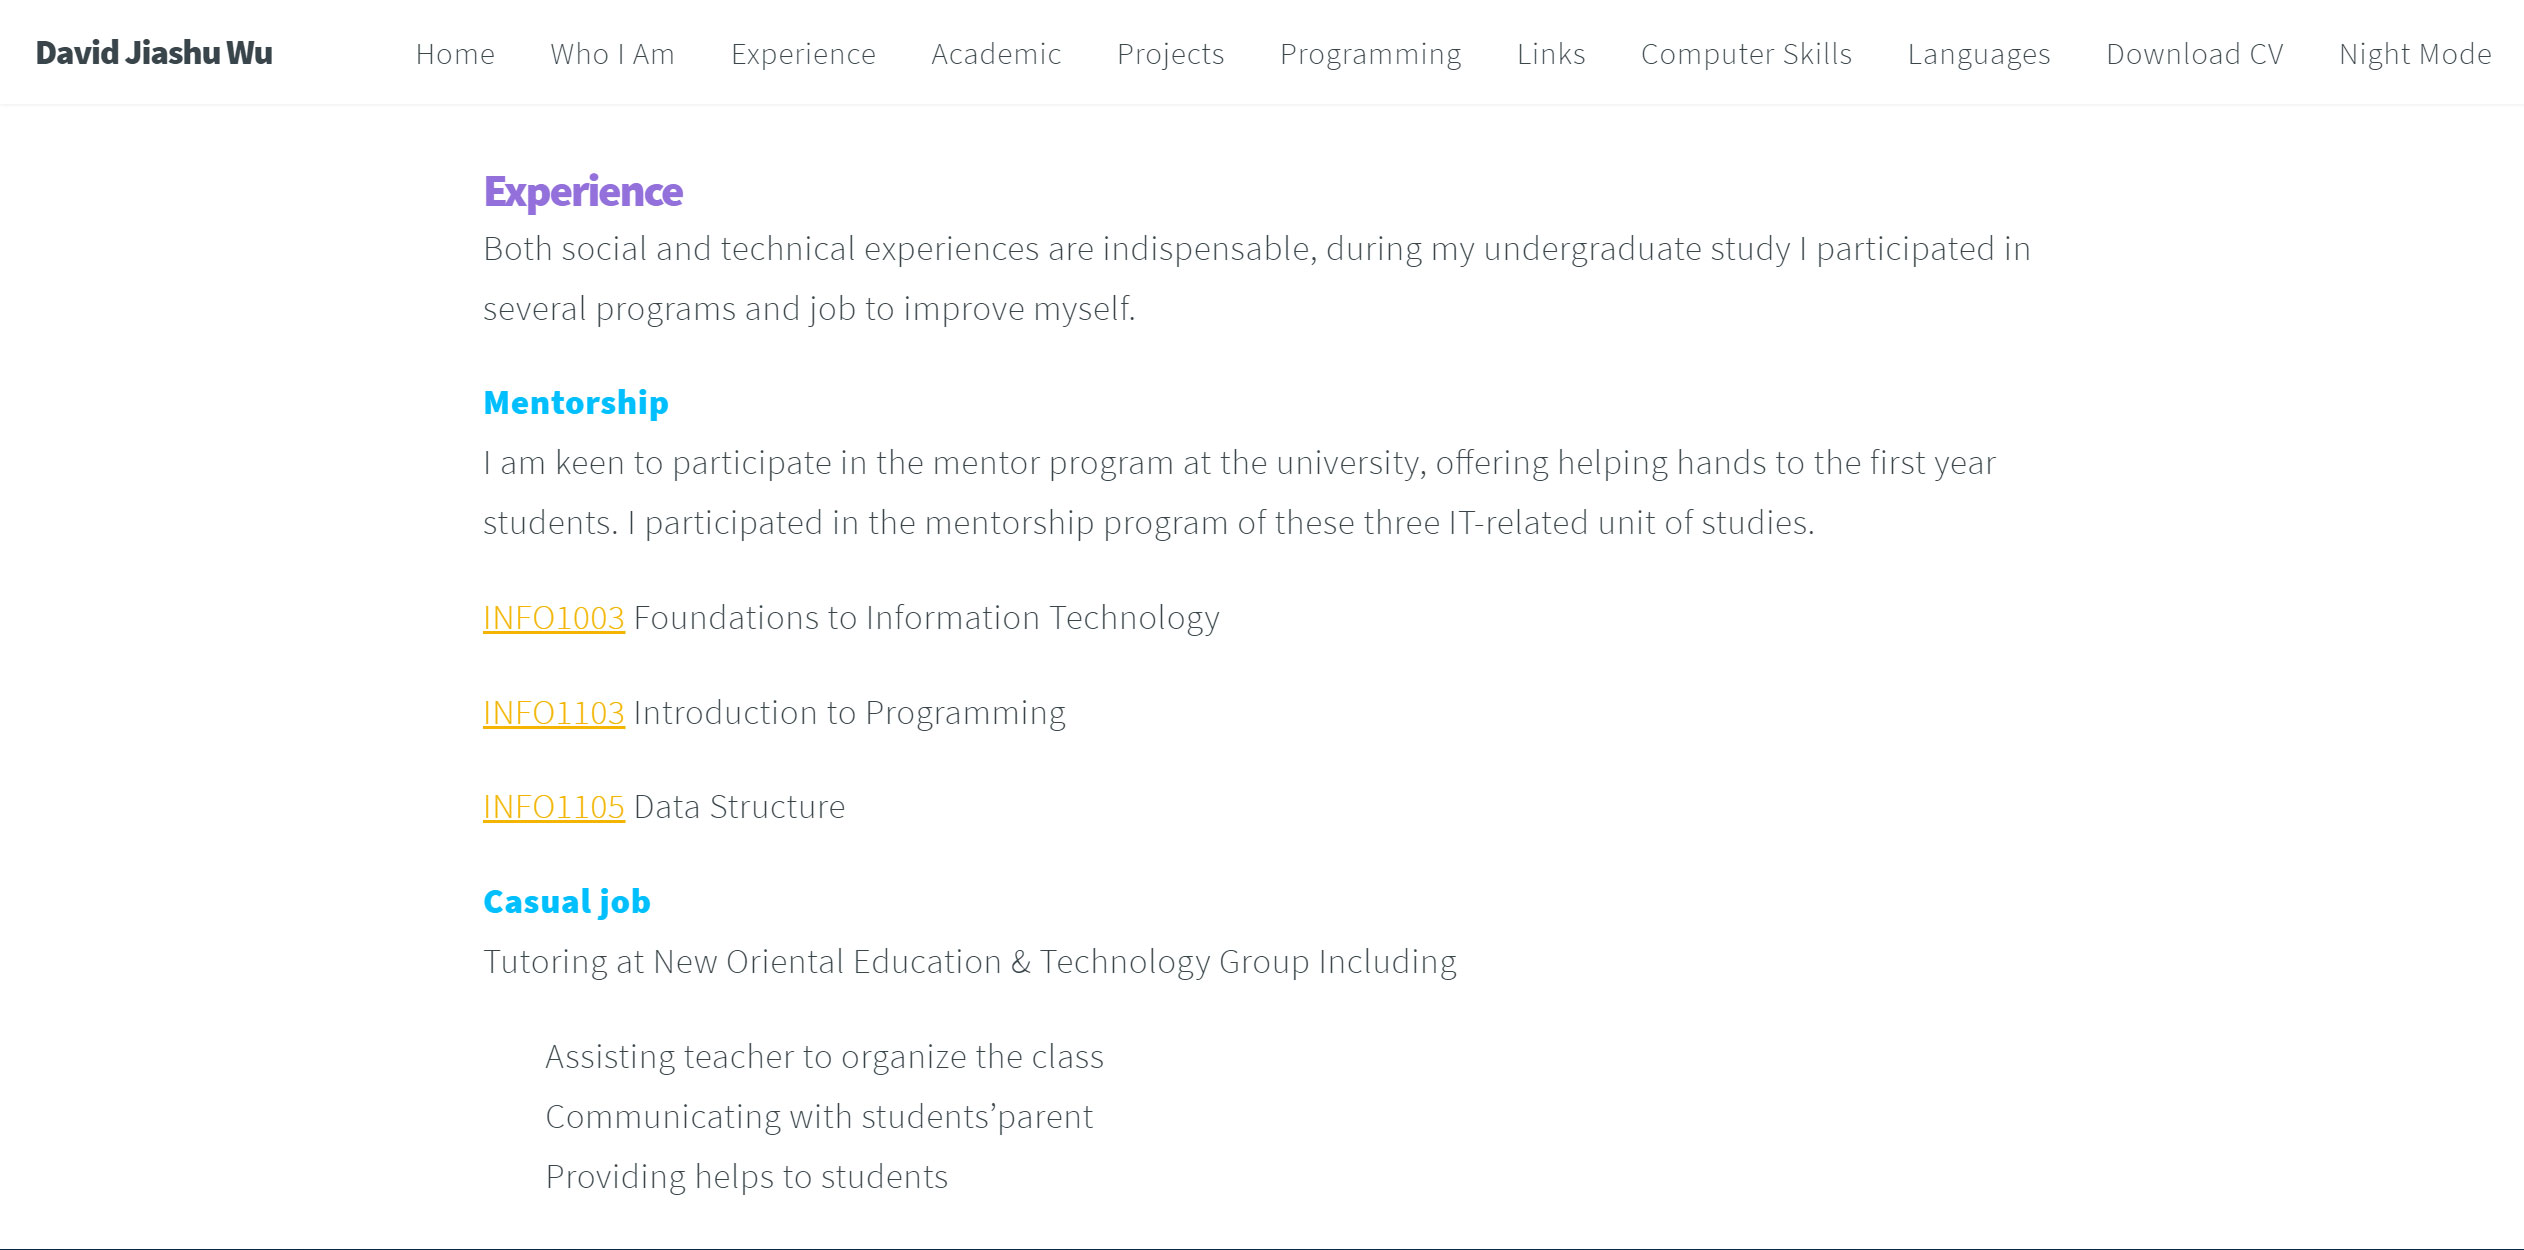 David Jiashu Wu Home Who I Am Experience Academic Projects Programming Links Computer Skills Languages Download CV Night Mode
Experience
Both social and technical experiences are indispensable, during my undergraduate study I participated in
several programs and job to improve myself.
Mentorship
I am keen to participate in the mentor program at the university, offering helping hands to the first year
students. I participated in the mentorship program of these three IT-related unit of studies.
INFO1003 Foundations to Information Technology
INFO1103 Introduction to Programming
INFO1105 Data Structure
Casual job
Tutoring at New Oriental Education & Technology Group Including
Assisting teacher to organize the class
Communicating with students’parent
Providing helps to students